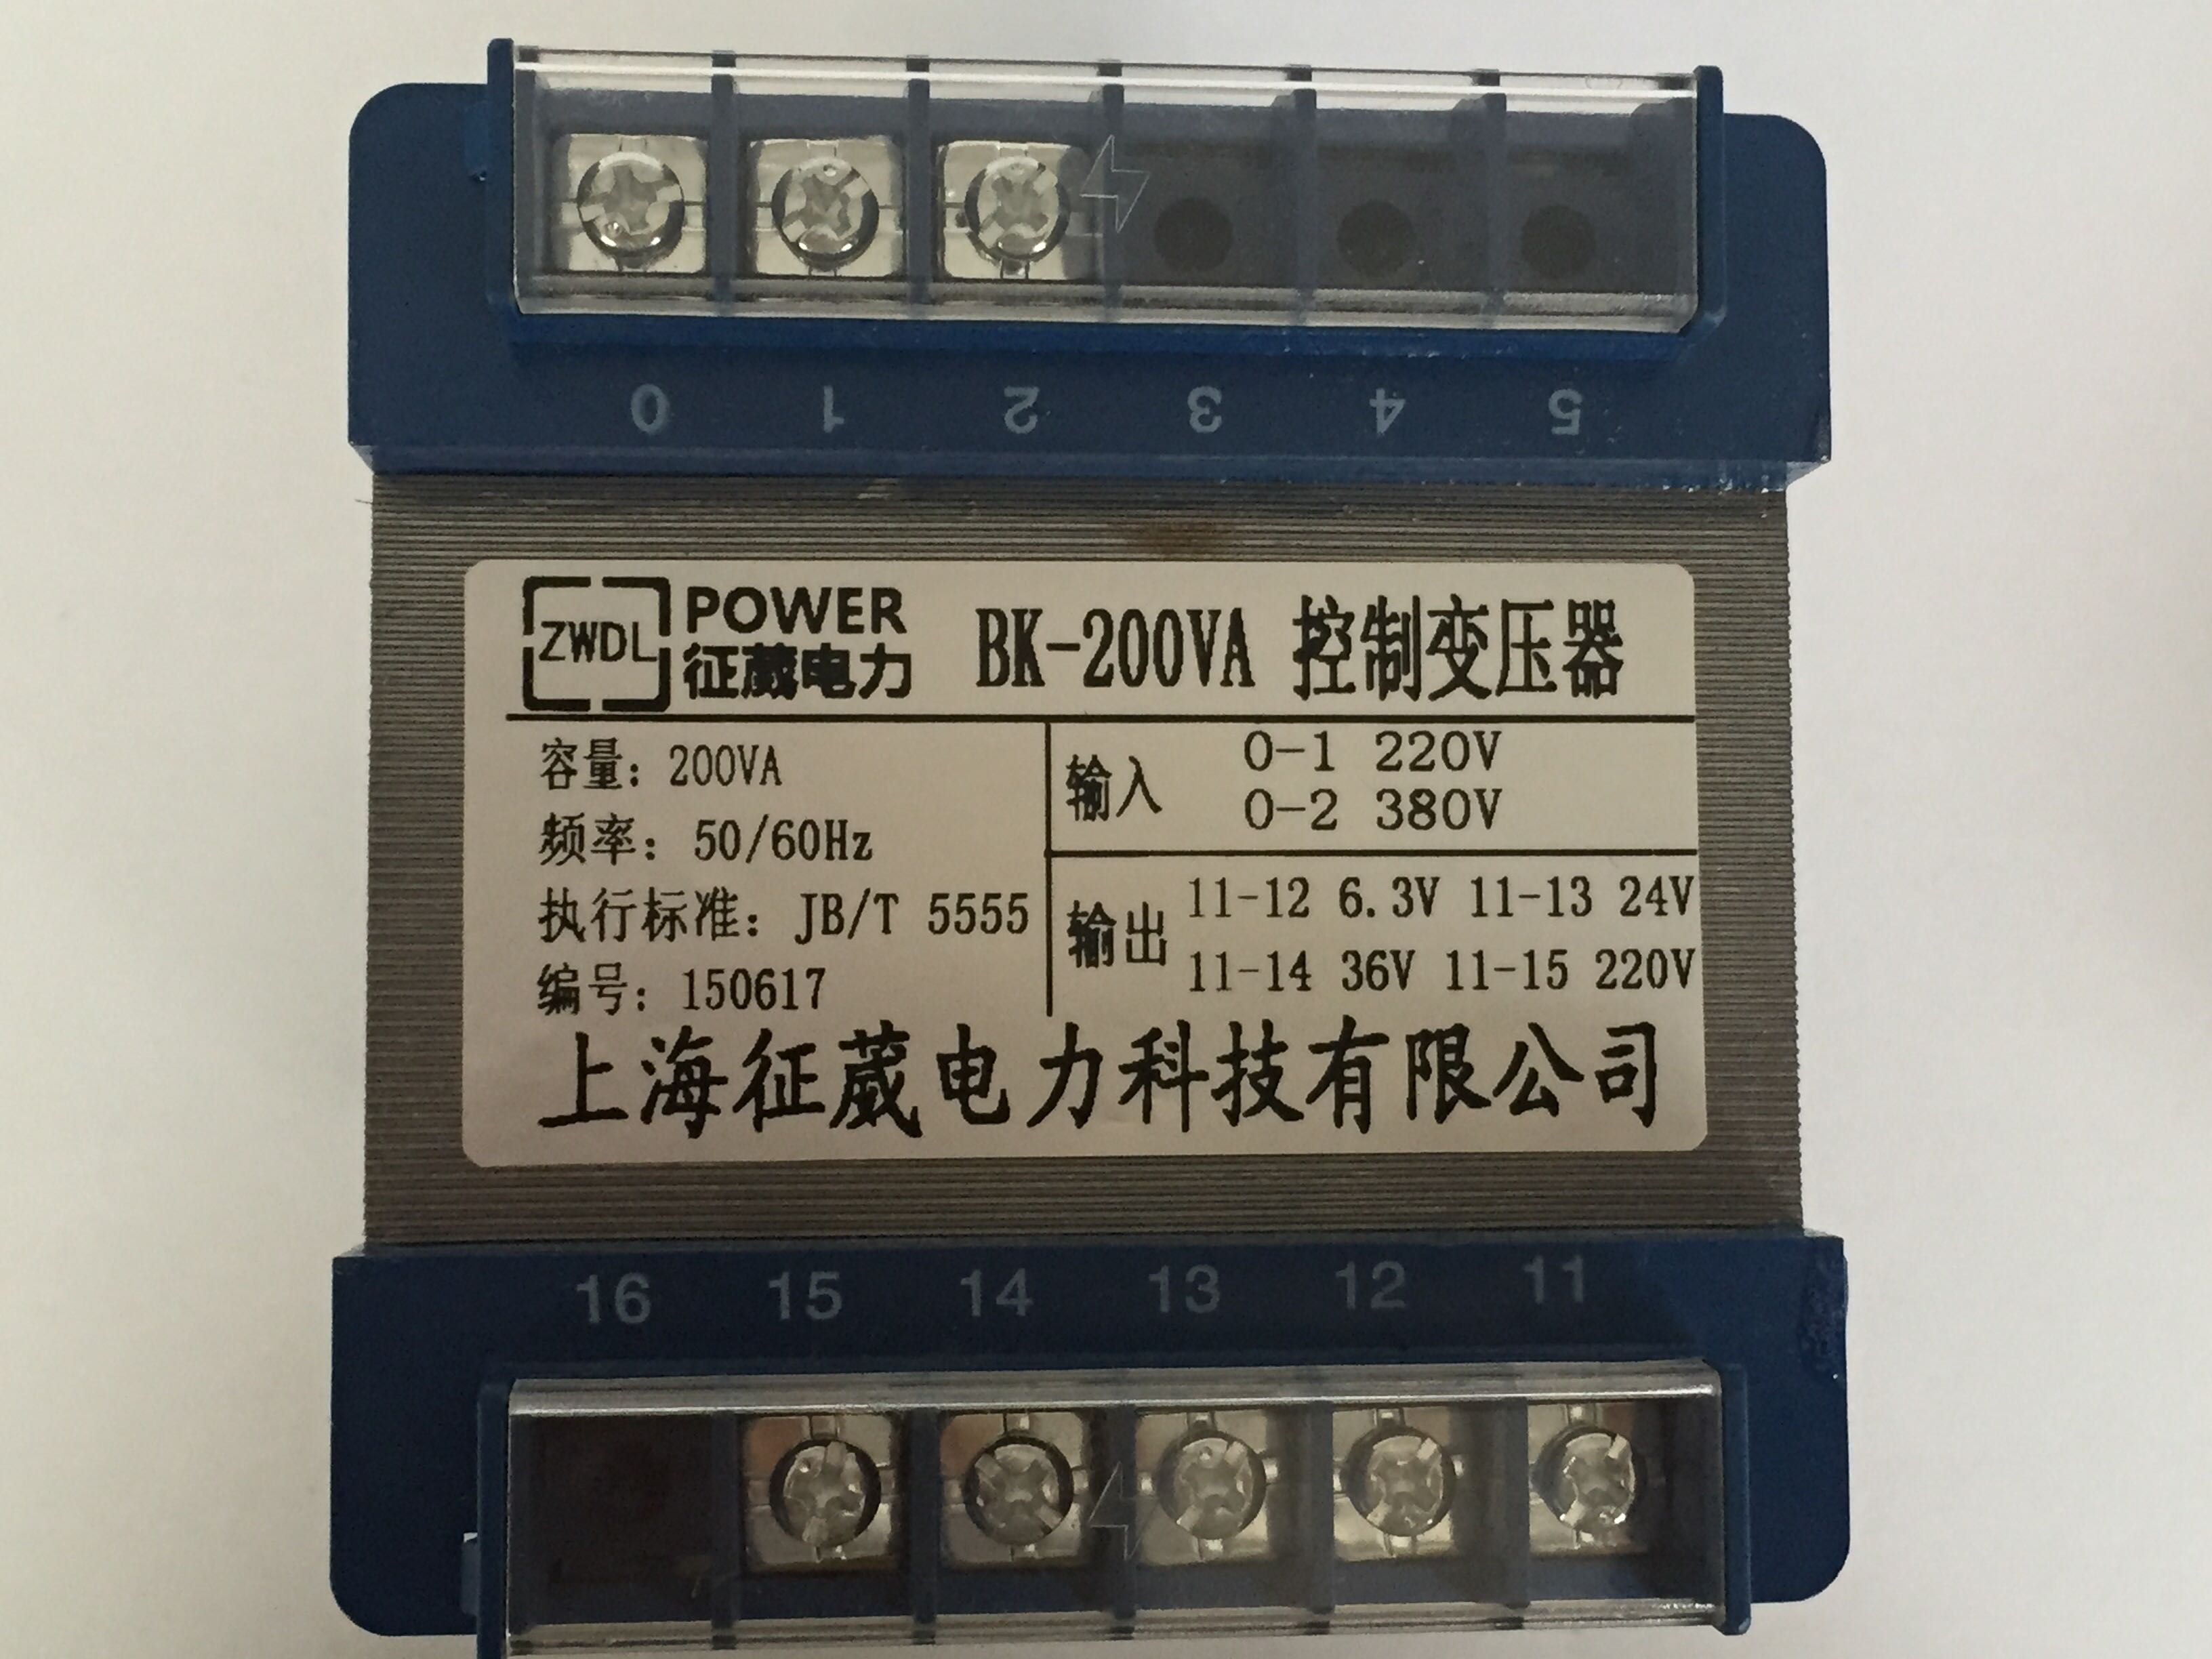 0 1 2 3 4 5
ZWDL
POWER
征葳电力
BK-200VA 控制变压器
容量: 200VA
频率: 50/60Hz
执行标准: JB/T 5555
编号: 150617
输入
0-1 220V
0-2 380V
输出
11-12 6.3V 11-13 24V
11-14 36V 11-15 220V
上海征葳电力科技有限公司
16 15 14 13 12 11